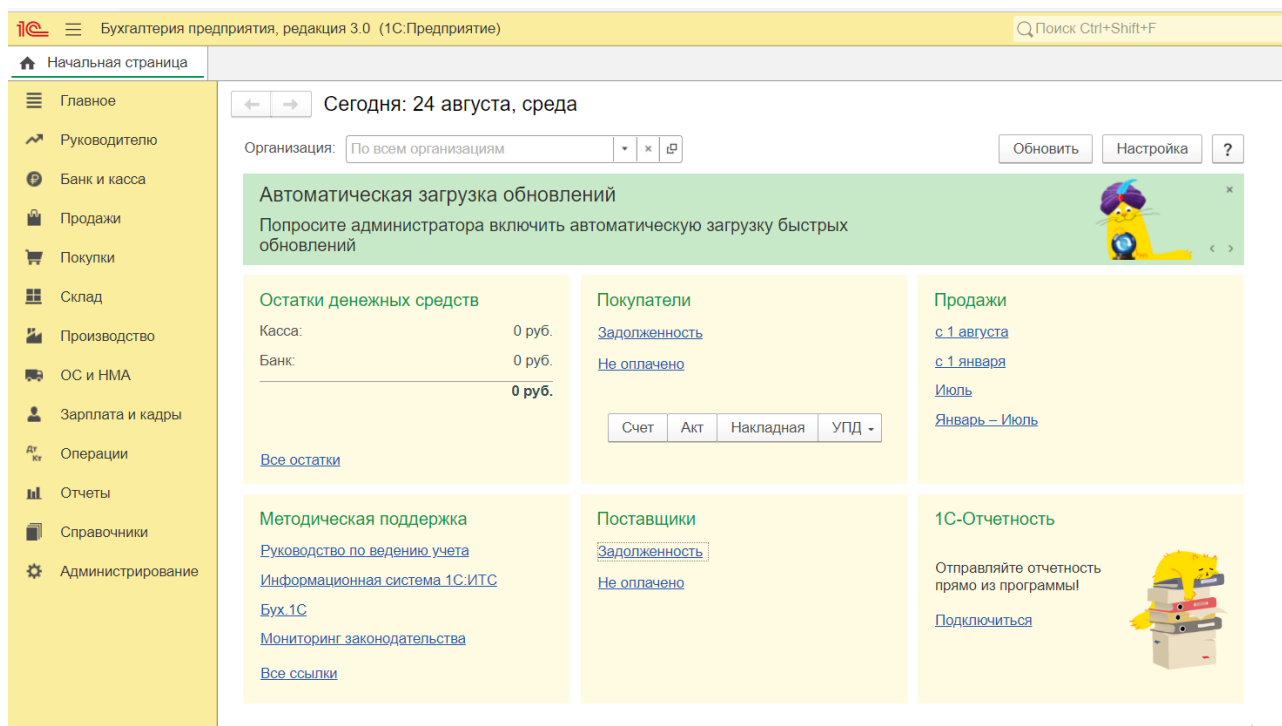 1С Бухгалтерия предприятия, редакция 3.0 (1С:Предприятие) Поиск Ctrl+Shift+F
Начальная страница
Главное
Руководителю
Банк и касса
Продажи
Покупки
Склад
Производство
ОС и НМА
Зарплата и кадры
Дт Кт Операции
Отчеты
Справочники
Администрирование
Сегодня: 24 августа, среда
Организация: По всем организациям Обновить Настройка ?
Автоматическая загрузка обновлений
Попросите администратора включить автоматическую загрузку быстрых
обновлений
Остатки денежных средств
Касса: 0 руб.
Банк: 0 руб.
0 руб.
Все остатки
Покупатели
Задолженность
Не оплачено
Счет Акт Накладная УПД
Продажи
с 1 августа
с 1 января
Июль
Январь – Июль
Методическая поддержка
Руководство по ведению учета
Информационная система 1С:ИТС
Бух.1С
Мониторинг законодательства
Все ссылки
Поставщики
Задолженность
Не оплачено
1С-Отчетность
Отправляйте отчетность
прямо из программы!
Подключиться